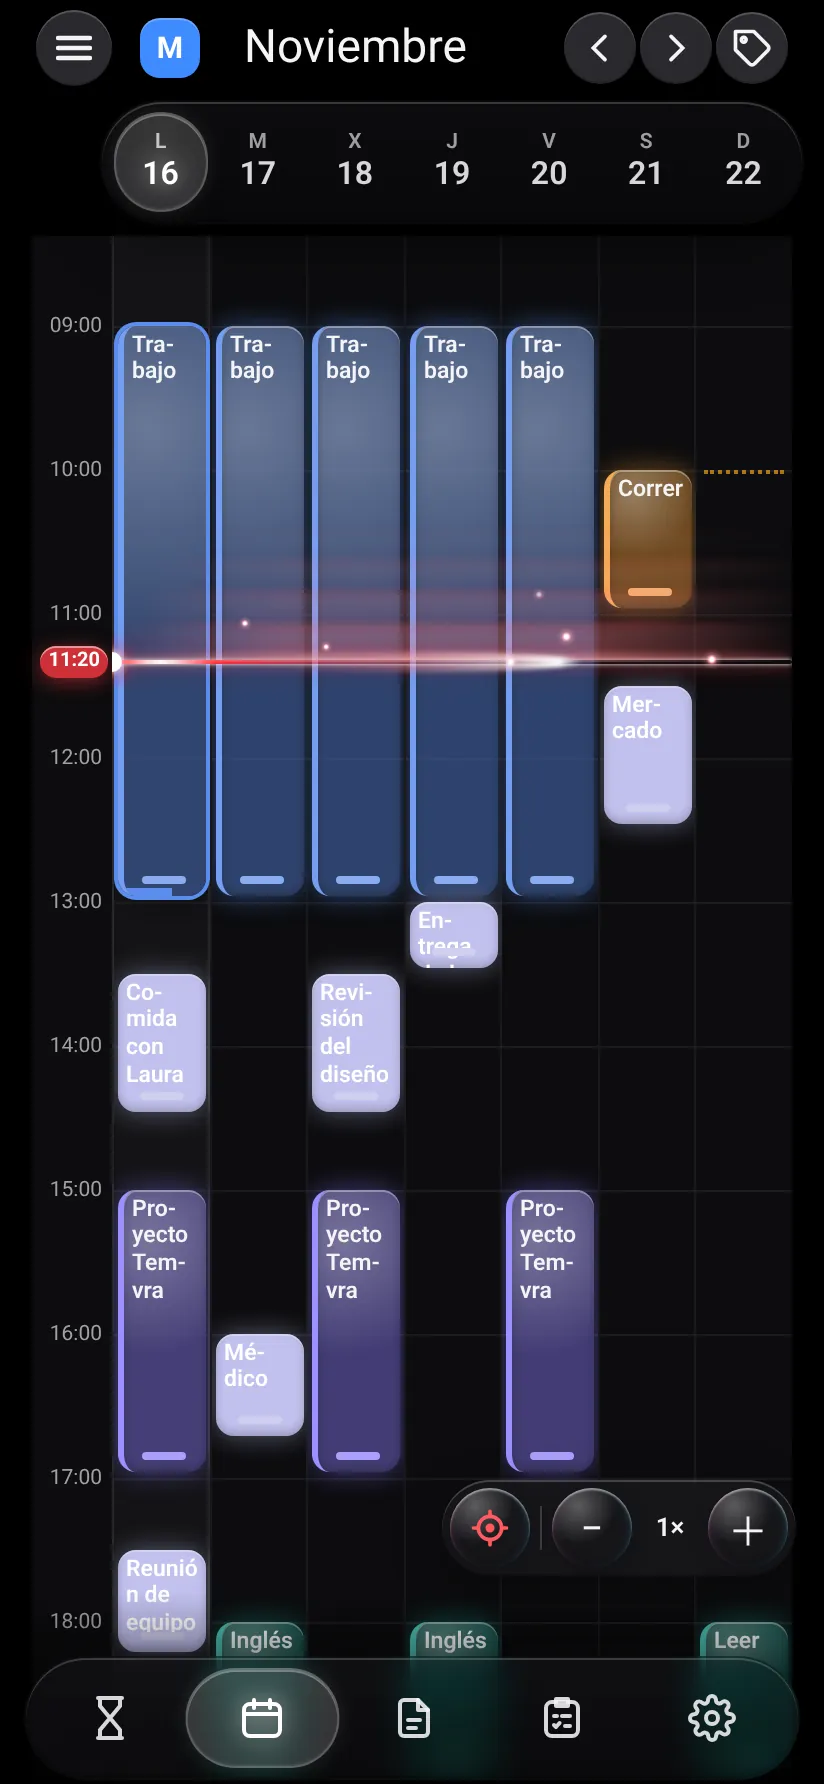 M Noviembre
L M X J V S D
16 17 18 19 20 21 22
09:00
Tra-
bajo
Tra-
bajo
Tra-
bajo
Tra-
bajo
Tra-
bajo
10:00
Correr
11:00
11:20
Mer-
cado
12:00
13:00
En-
trega
Co-
mida
con
Laura
Revi-
sión
del
diseño
14:00
15:00
Pro-
yecto
Tem-
vra
Pro-
yecto
Tem-
vra
Pro-
yecto
Tem-
vra
16:00
Mé-
dico
17:00
1×
Reunió
n de
equipo
18:00
Inglés
Inglés
Leer